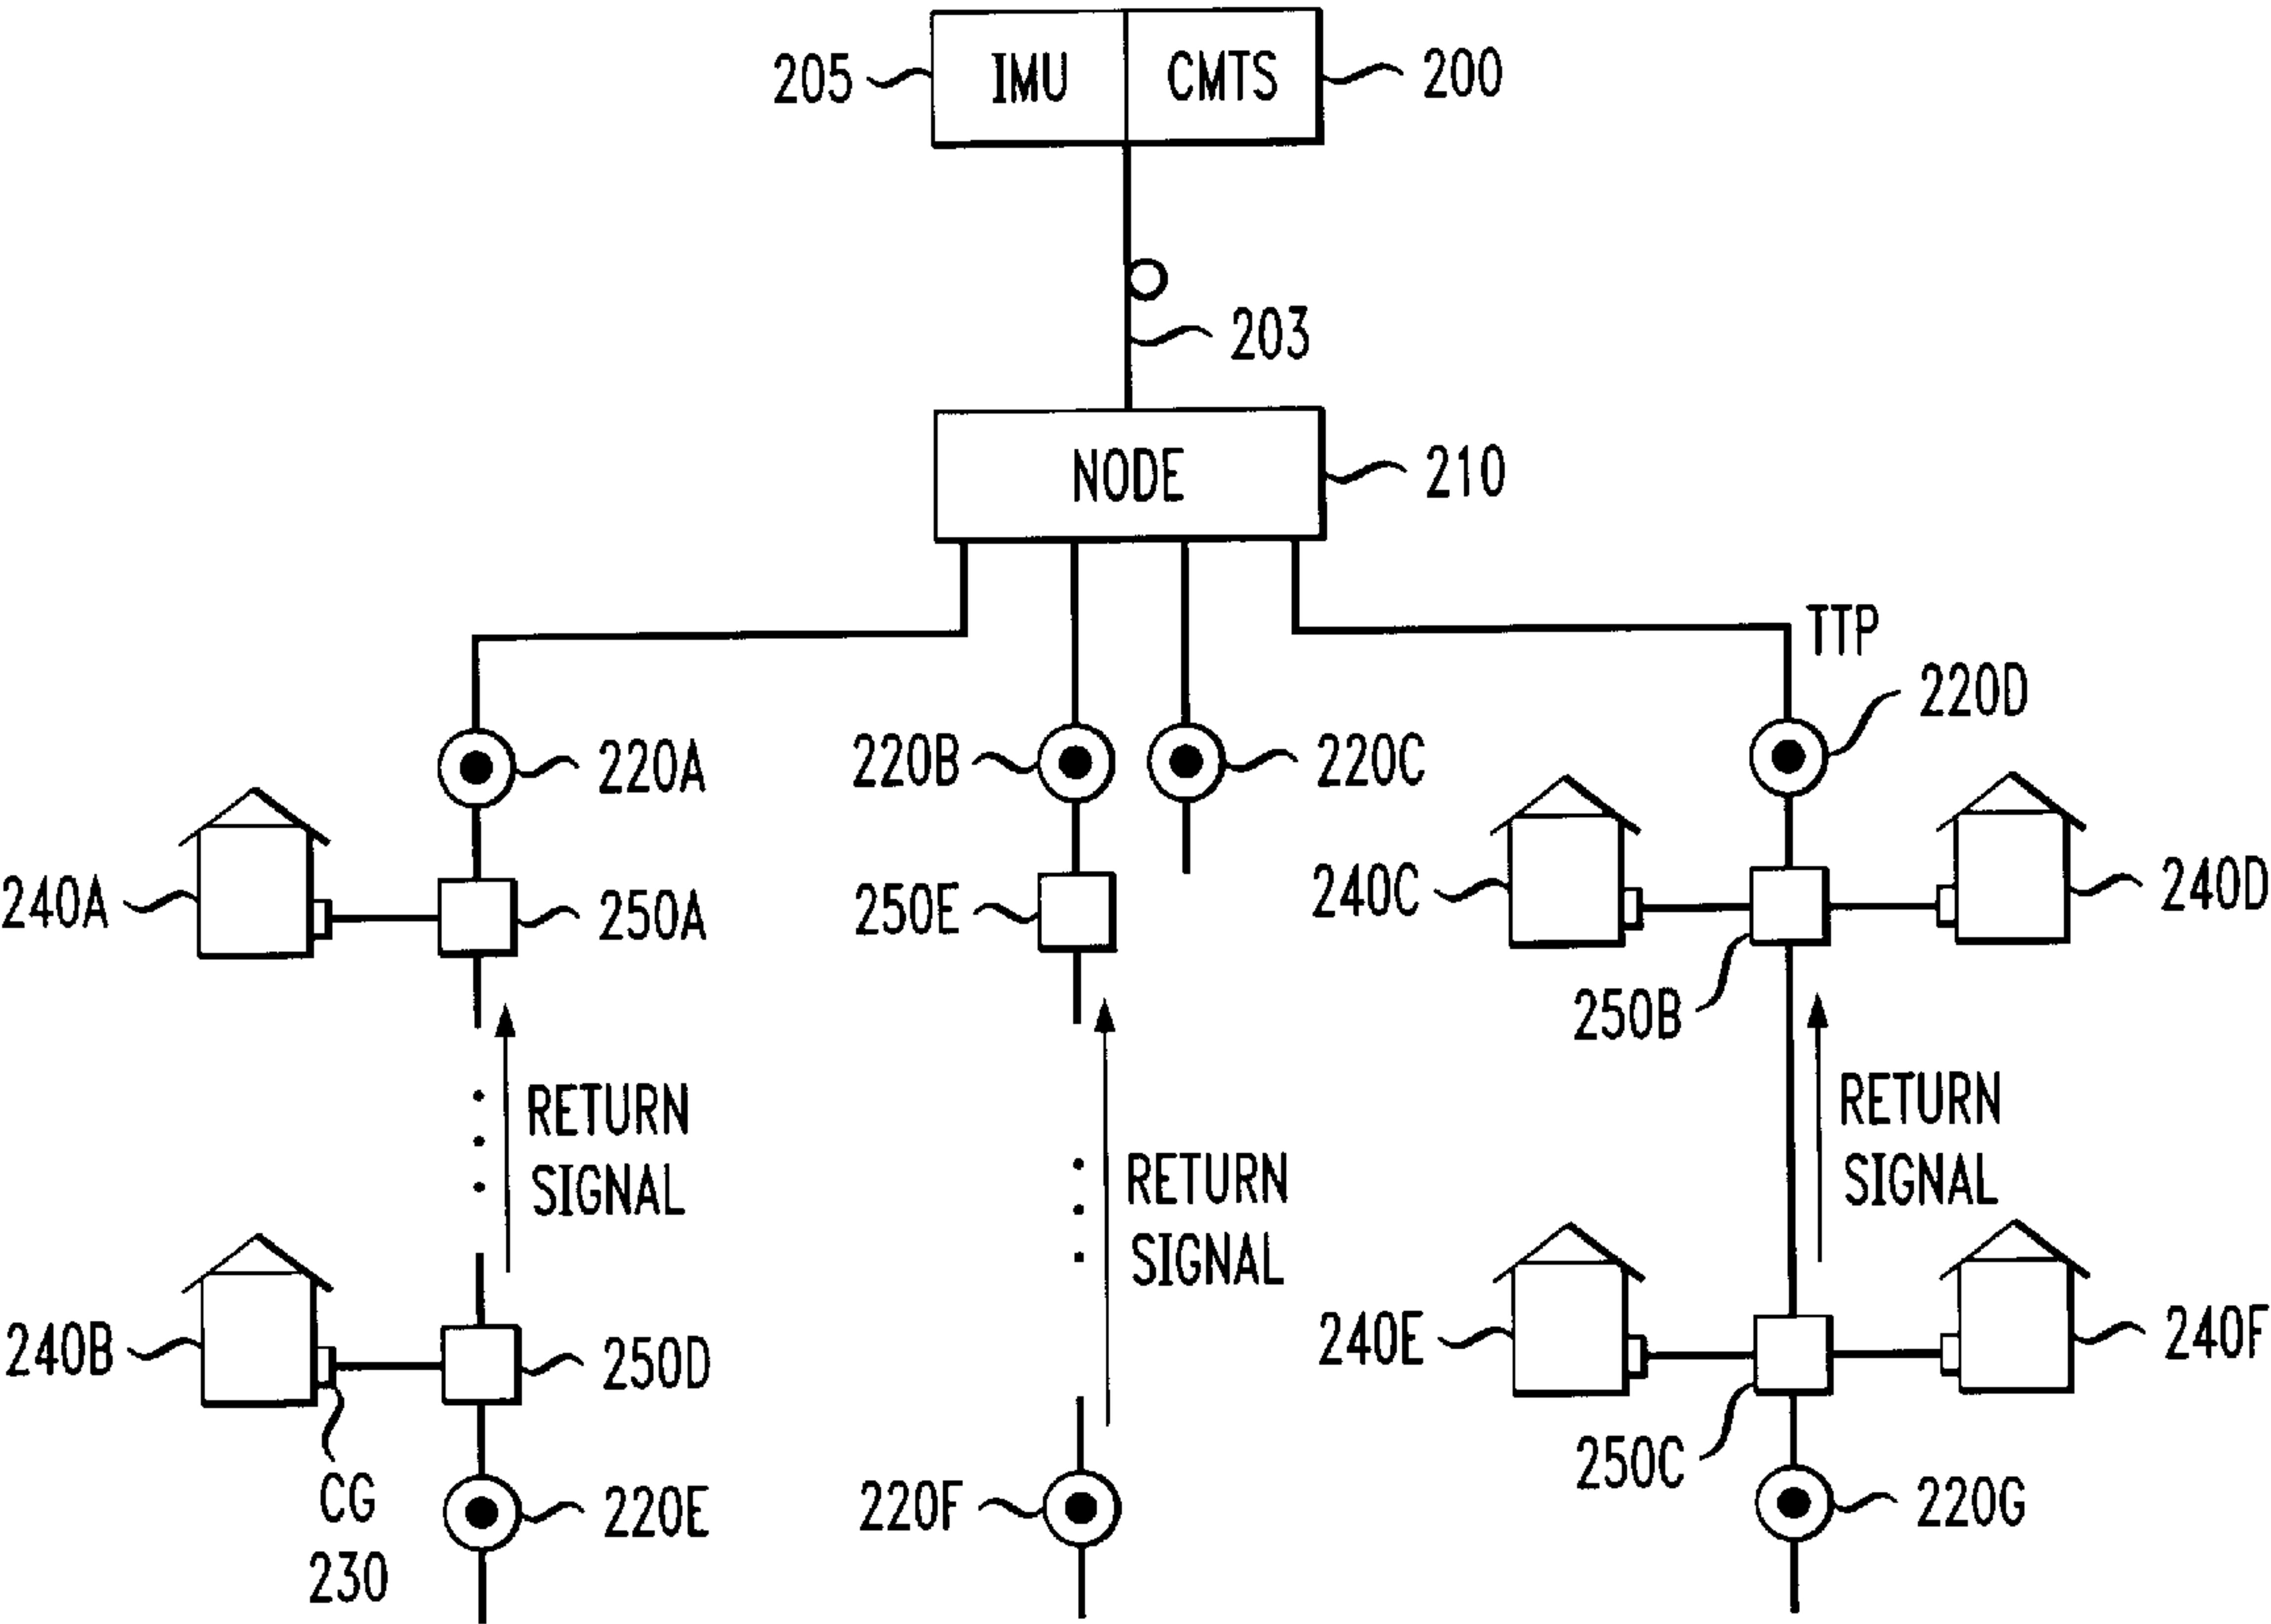 205 IMU CMTS 200
203
NODE 210
TTP
220D
220A 220B 220C
240A 250A 250E 240C 240D
250B
RETURN
SIGNAL
RETURN
SIGNAL
RETURN
SIGNAL
240B 250D 240E 240F
250C
CG
230
220E 220F 220G